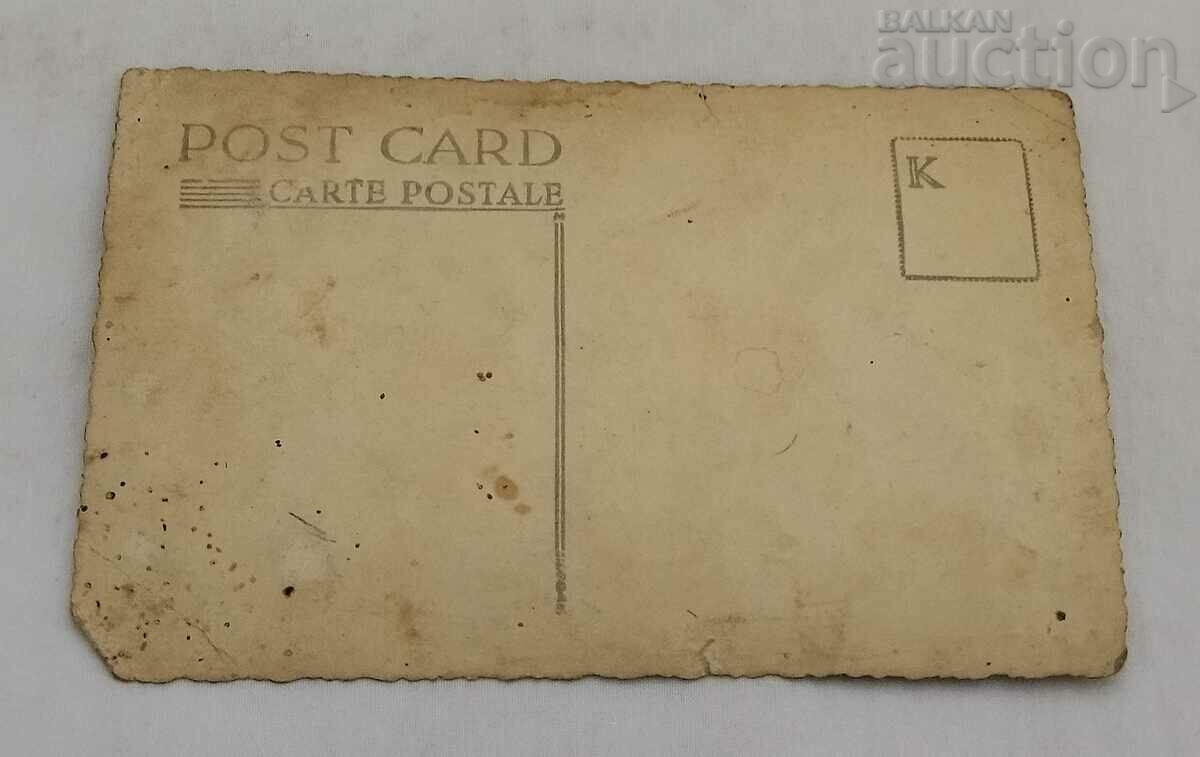 BALKAN
auction
POST CARD
CARTE POSTALE
K